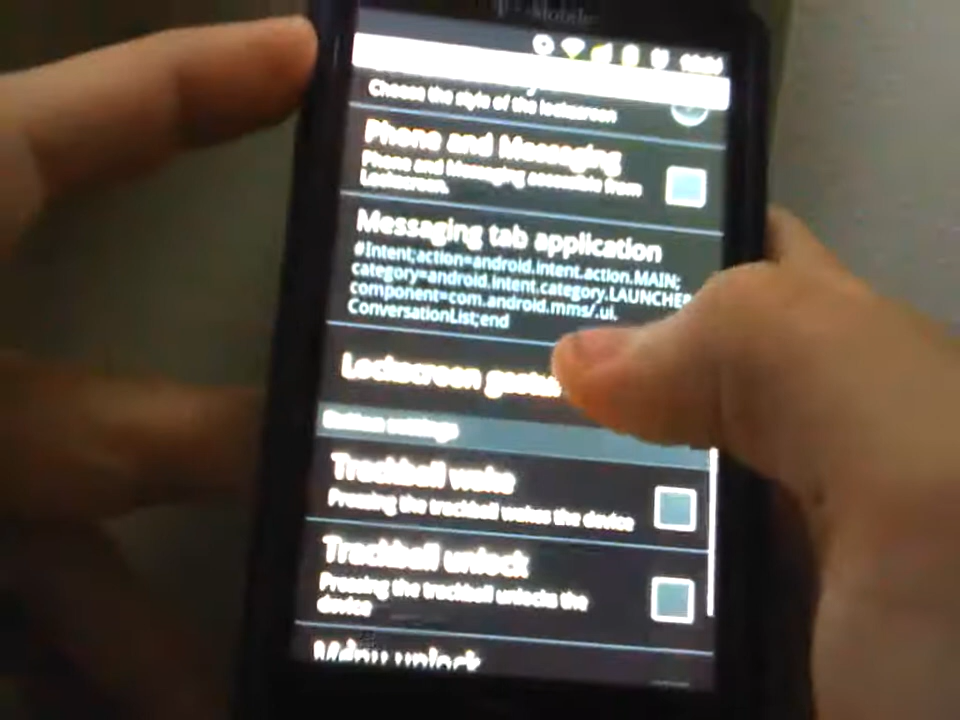 T-Mobile
Choose the style of the lockscreen
Phone and Messaging
Phone and Messaging accessible from
Lockscreen.
Messaging tab application
#Intent;action=android.intent.action.MAIN;
category=android.intent.category.LAUNCHER
component=com.android.mms/.ui.
ConversationList;end
Lockscreen
Button settings
Trackball wake
Pressing the trackball wakes the device
Trackball unlock
Pressing the trackball unlocks the
device
Menu unlock